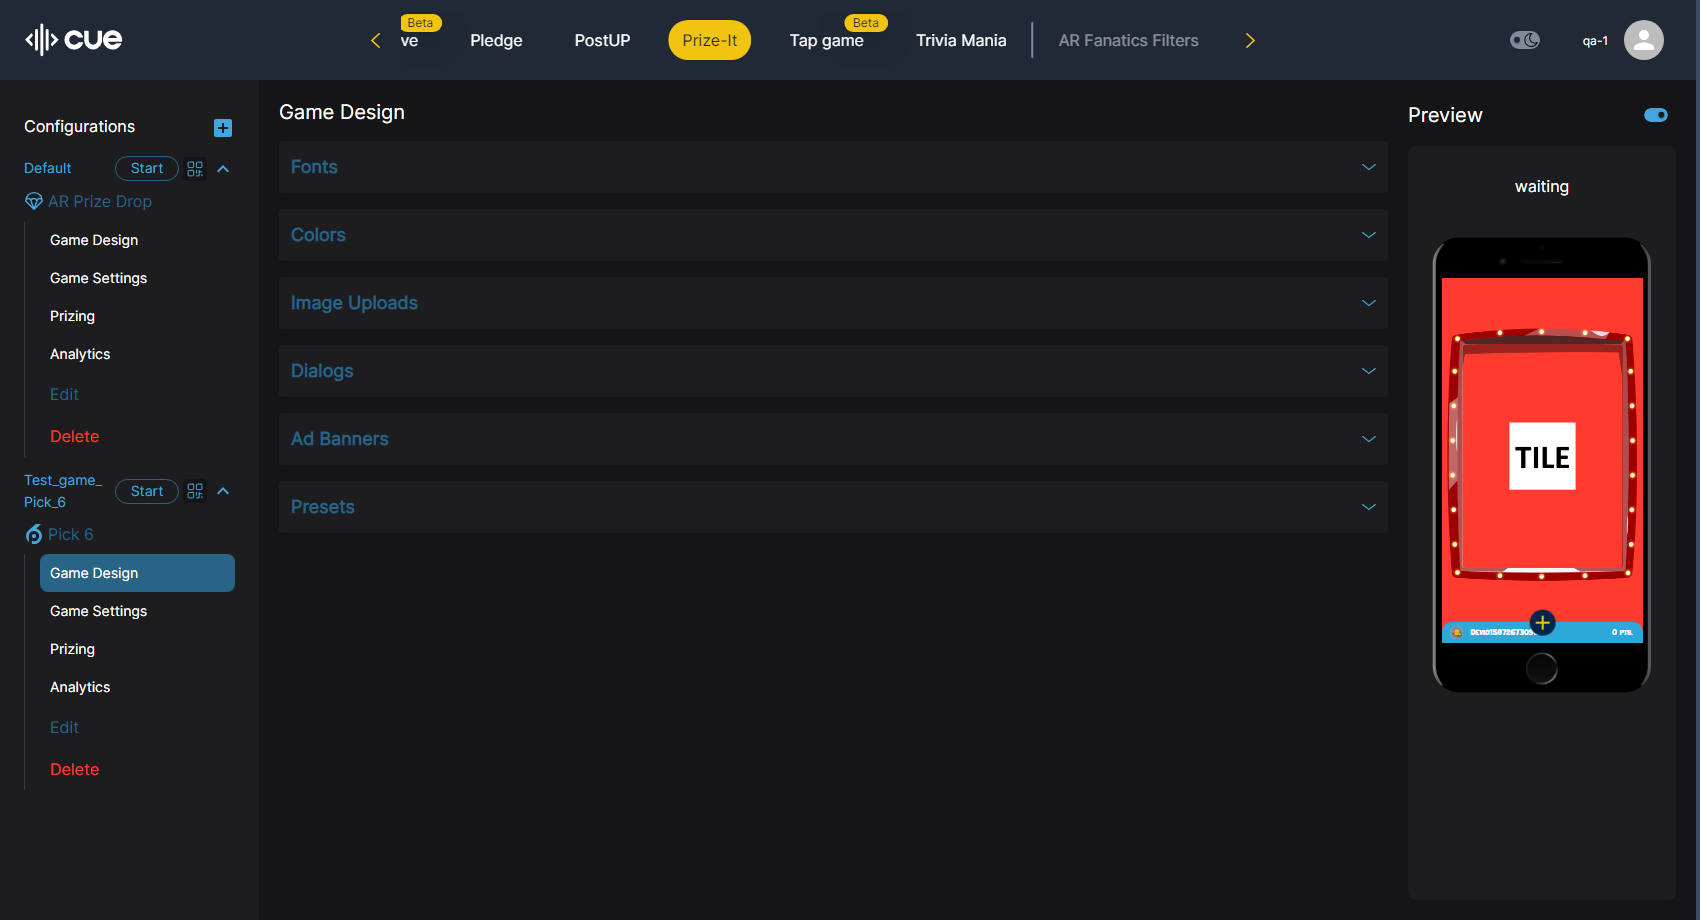 cue
Beta
ve
Pledge
PostUP
Prize-It
Beta
Tap game
Trivia Mania
AR Fanatics Filters
qa-1
Configurations
Default
Start
AR Prize Drop
Game Design
Game Settings
Prizing
Analytics
Edit
Delete
Test_game_
Pick_6
Start
Pick 6
Game Design
Game Settings
Prizing
Analytics
Edit
Delete
Game Design
Fonts
Colors
Image Uploads
Dialogs
Ad Banners
Presets
Preview
waiting
TILE
0 PTS.